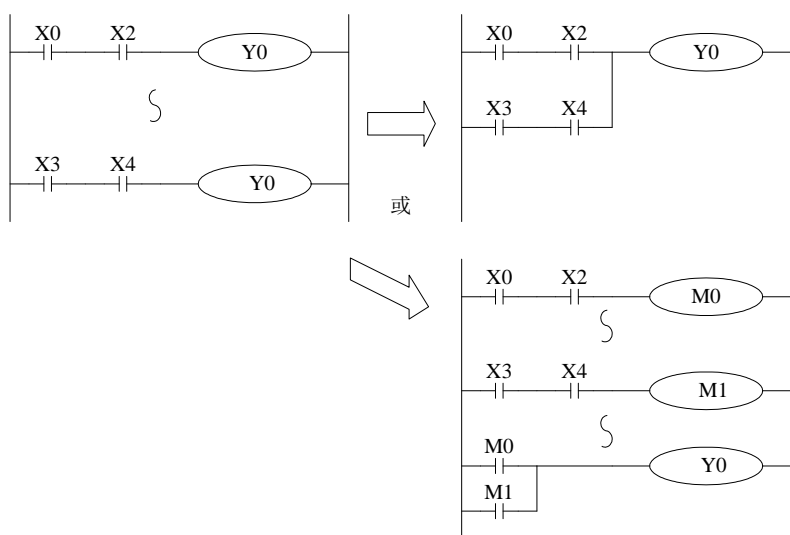 X0 X2 Y0
X3 X4 Y0
或
X0 X2 Y0
X3 X4
X0 X2 M0
X3 X4 M1
M0 Y0
M1